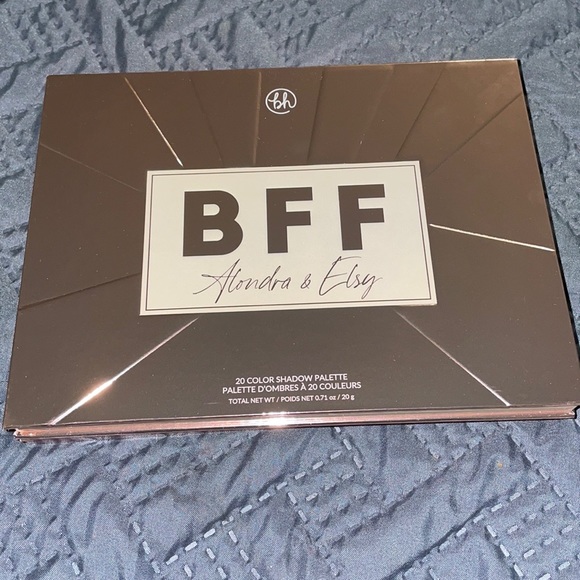 bh
BFF
Alondra & Elsy
20 COLOR SHADOW PALETTE
PALETTE D'OMBRES À 20 COULEURS
TOTAL NET WT / POIDS NET 0.71 oz / 20 g